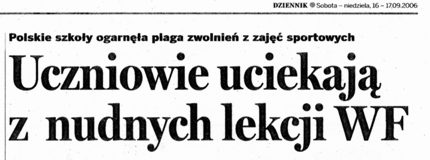 DZIENNIK Sobota – niedziela, 16 – 17.09.2006
Polskie szkoły ogarnęła plaga zwolnień z zajęć sportowych
Uczniowie uciekają
z nudnych lekcji WF